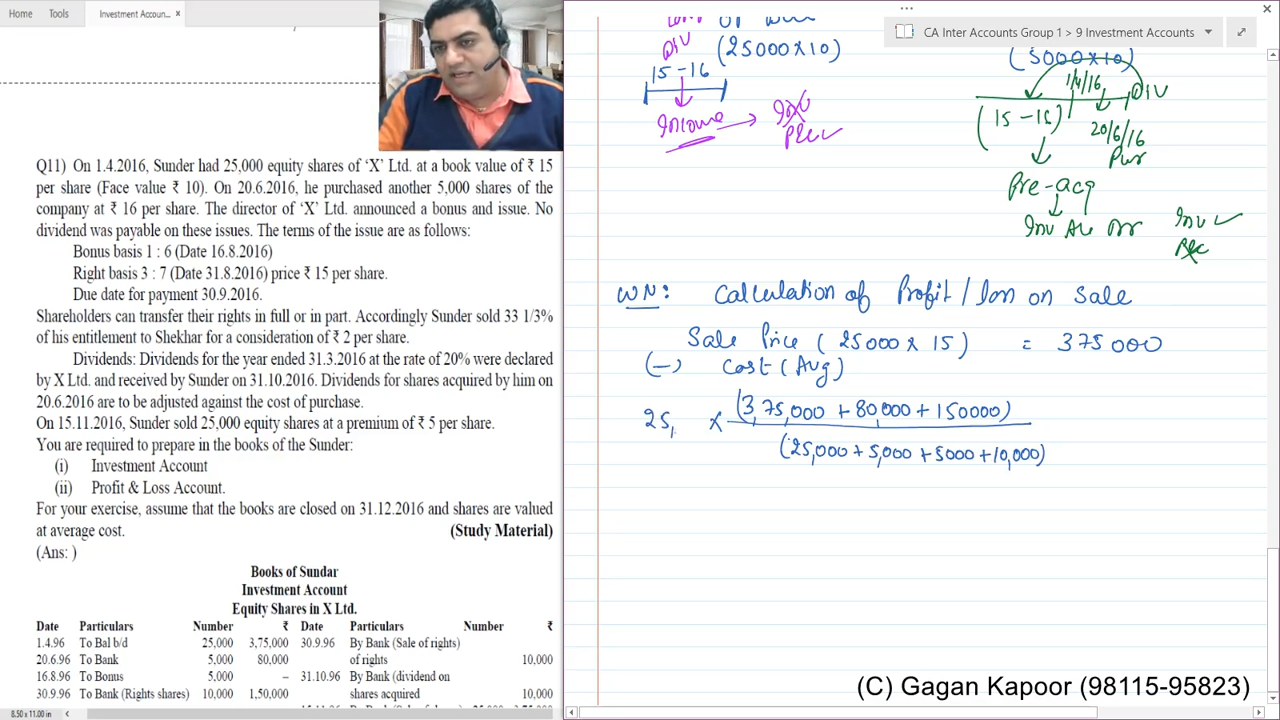 Home Tools Investment Accoun... ×
CA Inter Accounts Group 1 > 9 Investment Accounts
Q11) On 1.4.2016, Sunder had 25,000 equity shares of 'X' Ltd. at a book value of ₹ 15
per share (Face value ₹ 10). On 20.6.2016, he purchased another 5,000 shares of the
company at ₹ 16 per share. The director of 'X' Ltd. announced a bonus and issue. No
dividend was payable on these issues. The terms of the issue are as follows:
Bonus basis 1 : 6 (Date 16.8.2016)
Right basis 3 : 7 (Date 31.8.2016) price ₹ 15 per share.
Due date for payment 30.9.2016.
Shareholders can transfer their rights in full or in part. Accordingly Sunder sold 33 1/3%
of his entitlement to Shekhar for a consideration of ₹ 2 per share.
Dividends: Dividends for the year ended 31.3.2016 at the rate of 20% were declared
by X Ltd. and received by Sunder on 31.10.2016. Dividends for shares acquired by him on
20.6.2016 are to be adjusted against the cost of purchase.
On 15.11.2016, Sunder sold 25,000 equity shares at a premium of ₹ 5 per share.
You are required to prepare in the books of the Sunder:
(i) Investment Account
(ii) Profit & Loss Account.
For your exercise, assume that the books are closed on 31.12.2016 and shares are valued
at average cost. (Study Material)
(Ans: )
Books of Sundar
Investment Account
Equity Shares in X Ltd.
Date Particulars Number ₹ Date Particulars Number ₹
1.4.96 To Bal b/d 25,000 3,75,000 30.9.96 By Bank (Sale of rights)
20.6.96 To Bank 5,000 80,000 of rights 10,000
16.8.96 To Bonus 5,000 – 31.10.96 By Bank (dividend on
30.9.96 To Bank (Rights shares) 10,000 1,50,000 shares acquired 10,000
8.50 x 11.00 in
DIV (25000×10)
15-16
Income → Inv
P&L ✓
(5000×10)
1/4/16 DIV
(15-16) 20/6/16
Pur
Pre-acq
Inv A/c Cr Inv ✓
P&L
WN: Calculation of Profit/loss on Sale
Sale Price (25000 × 15) = 375000
(-) Cost (Avg)
25, × (3,75,000 + 80,000 + 150000)
(25,000 + 5,000 + 5000 + 10,000)
(C) Gagan Kapoor (98115-95823)